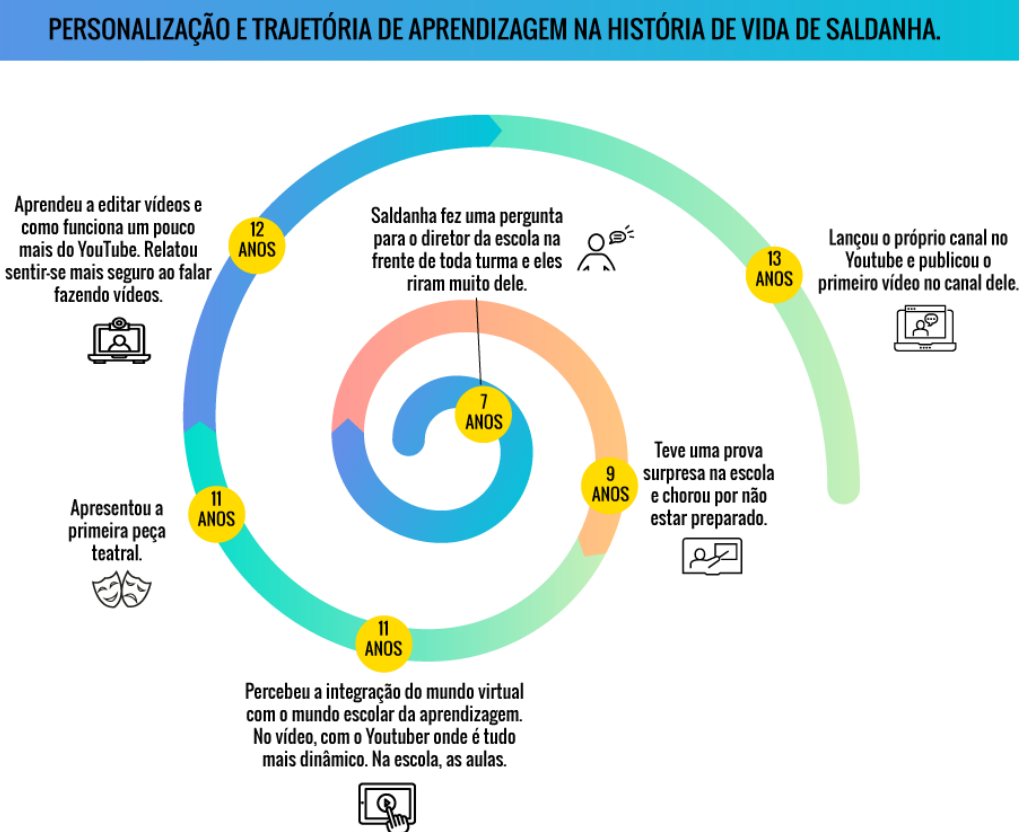 PERSONALIZAÇÃO E TRAJETÓRIA DE APRENDIZAGEM NA HISTÓRIA DE VIDA DE SALDANHA.
Saldanha fez uma pergunta
para o diretor da escola na
frente de toda turma e eles
riram muito dele.
7
ANOS
9
ANOS
Teve uma prova
surpresa na escola
e chorou por não
estar preparado.
11
ANOS
Percebeu a integração do mundo virtual
com o mundo escolar da aprendizagem.
No vídeo, com o Youtuber onde é tudo
mais dinâmico. Na escola, as aulas.
11
ANOS
Apresentou a
primeira peça
teatral.
12
ANOS
Aprendeu a editar vídeos e
como funciona um pouco
mais do YouTube. Relatou
sentir-se mais seguro ao falar
fazendo vídeos.
13
ANOS
Lançou o próprio canal no
Youtube e publicou o
primeiro vídeo no canal dele.